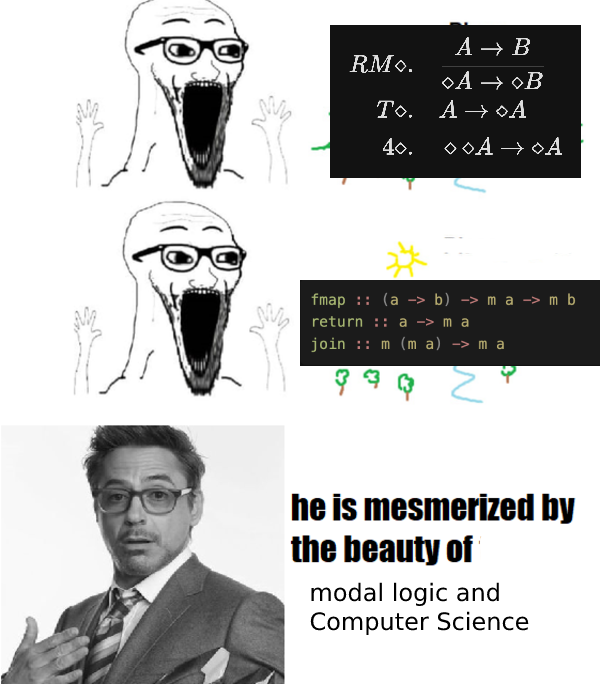 RM◇. A → B
◇A → ◇B
T◇. A → ◇A
4◇. ◇◇A → ◇A
fmap :: (a -> b) -> m a -> m b
return :: a -> m a
join :: m (m a) -> m a
he is mesmerized by
the beauty of
modal logic and
Computer Science